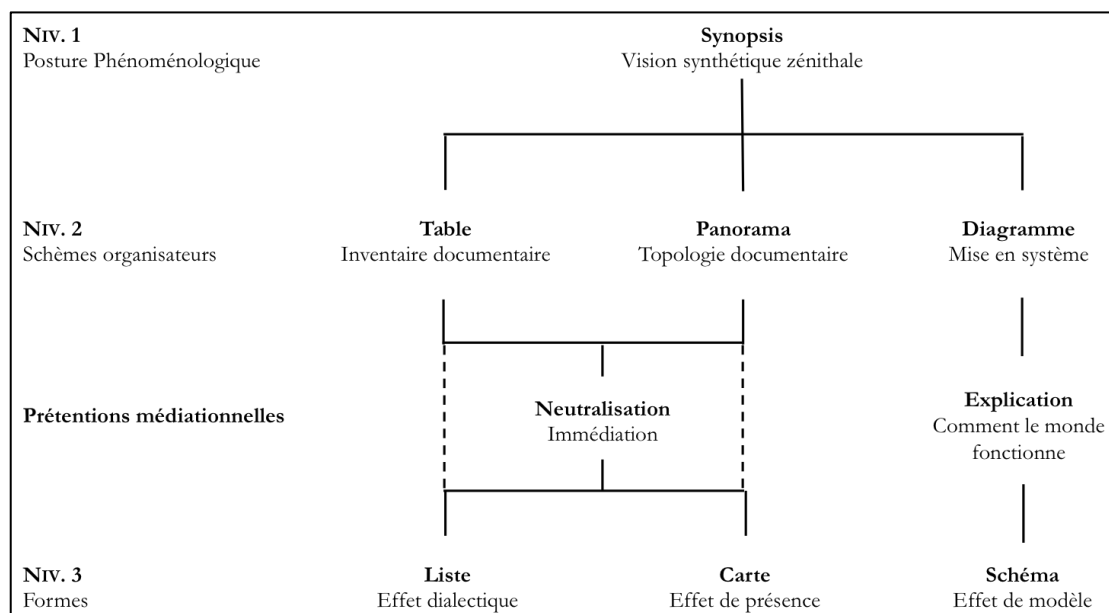 NIV. 1 Synopsis
Posture Phénoménologique Vision synthétique zénithale
NIV. 2 Table Panorama Diagramme
Schèmes organisateurs Inventaire documentaire Topologie documentaire Mise en système
Prétentions médiationnelles
Neutralisation
Immédiation
Explication
Comment le monde
fonctionne
NIV. 3 Liste Carte Schéma
Formes Effet dialectique Effet de présence Effet de modèle